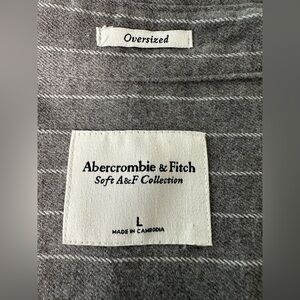 Oversized
Abercrombie & Fitch
Soft A&F Collection
L
MADE IN CAMBODIA